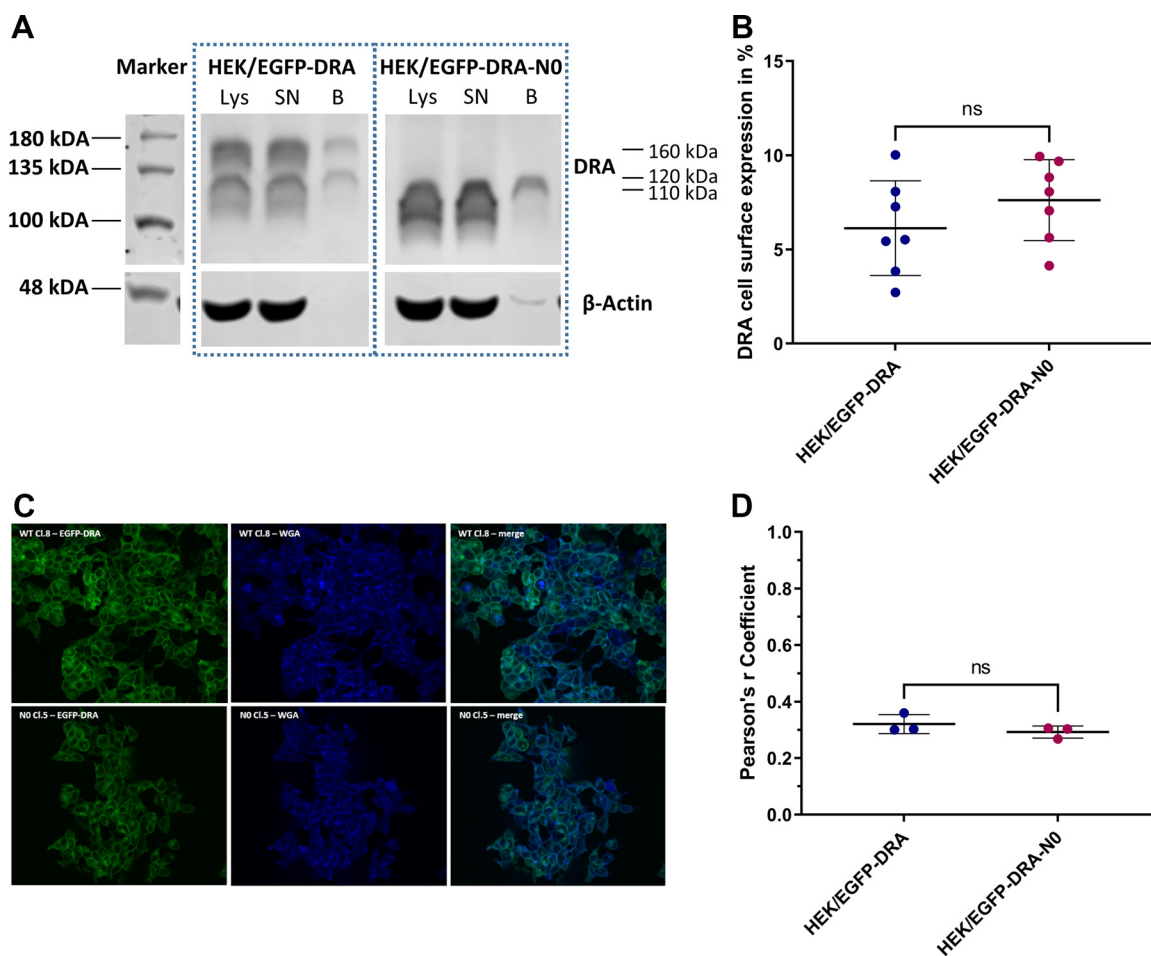 A
Marker
HEK/EGFP-DRA
HEK/EGFP-DRA-N0
Lys SN B
Lys SN B
180 kDA
135 kDA
100 kDA
48 kDA
DRA
160 kDa
120 kDa
110 kDa
β-Actin
B
DRA cell surface expression in %
15
10
5
0
ns
HEK/EGFP-DRA
HEK/EGFP-DRA-N0
C
WT Cl.8 – EGFP-DRA
WT Cl.8 – WGA
WT Cl.8 – merge
N0 Cl.5 – EGFP-DRA
N0 Cl.5 – WGA
N0 Cl.5 – merge
D
Pearson's r Coefficient
1.0
0.8
0.6
0.4
0.2
0.0
ns
HEK/EGFP-DRA
HEK/EGFP-DRA-N0